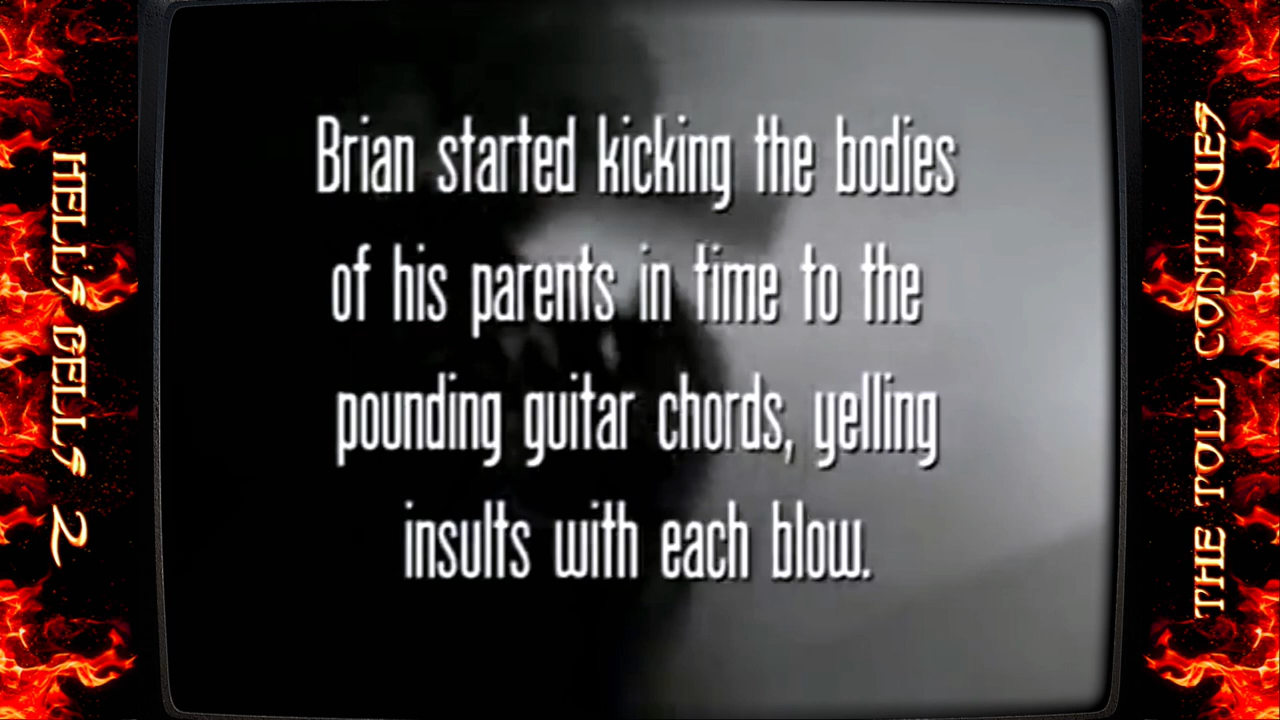 HELL'S BELLS 2
Brian started kicking the bodies
of his parents in time to the
pounding guitar chords, yelling
insults with each blow.
THE TOLL CONTINUES